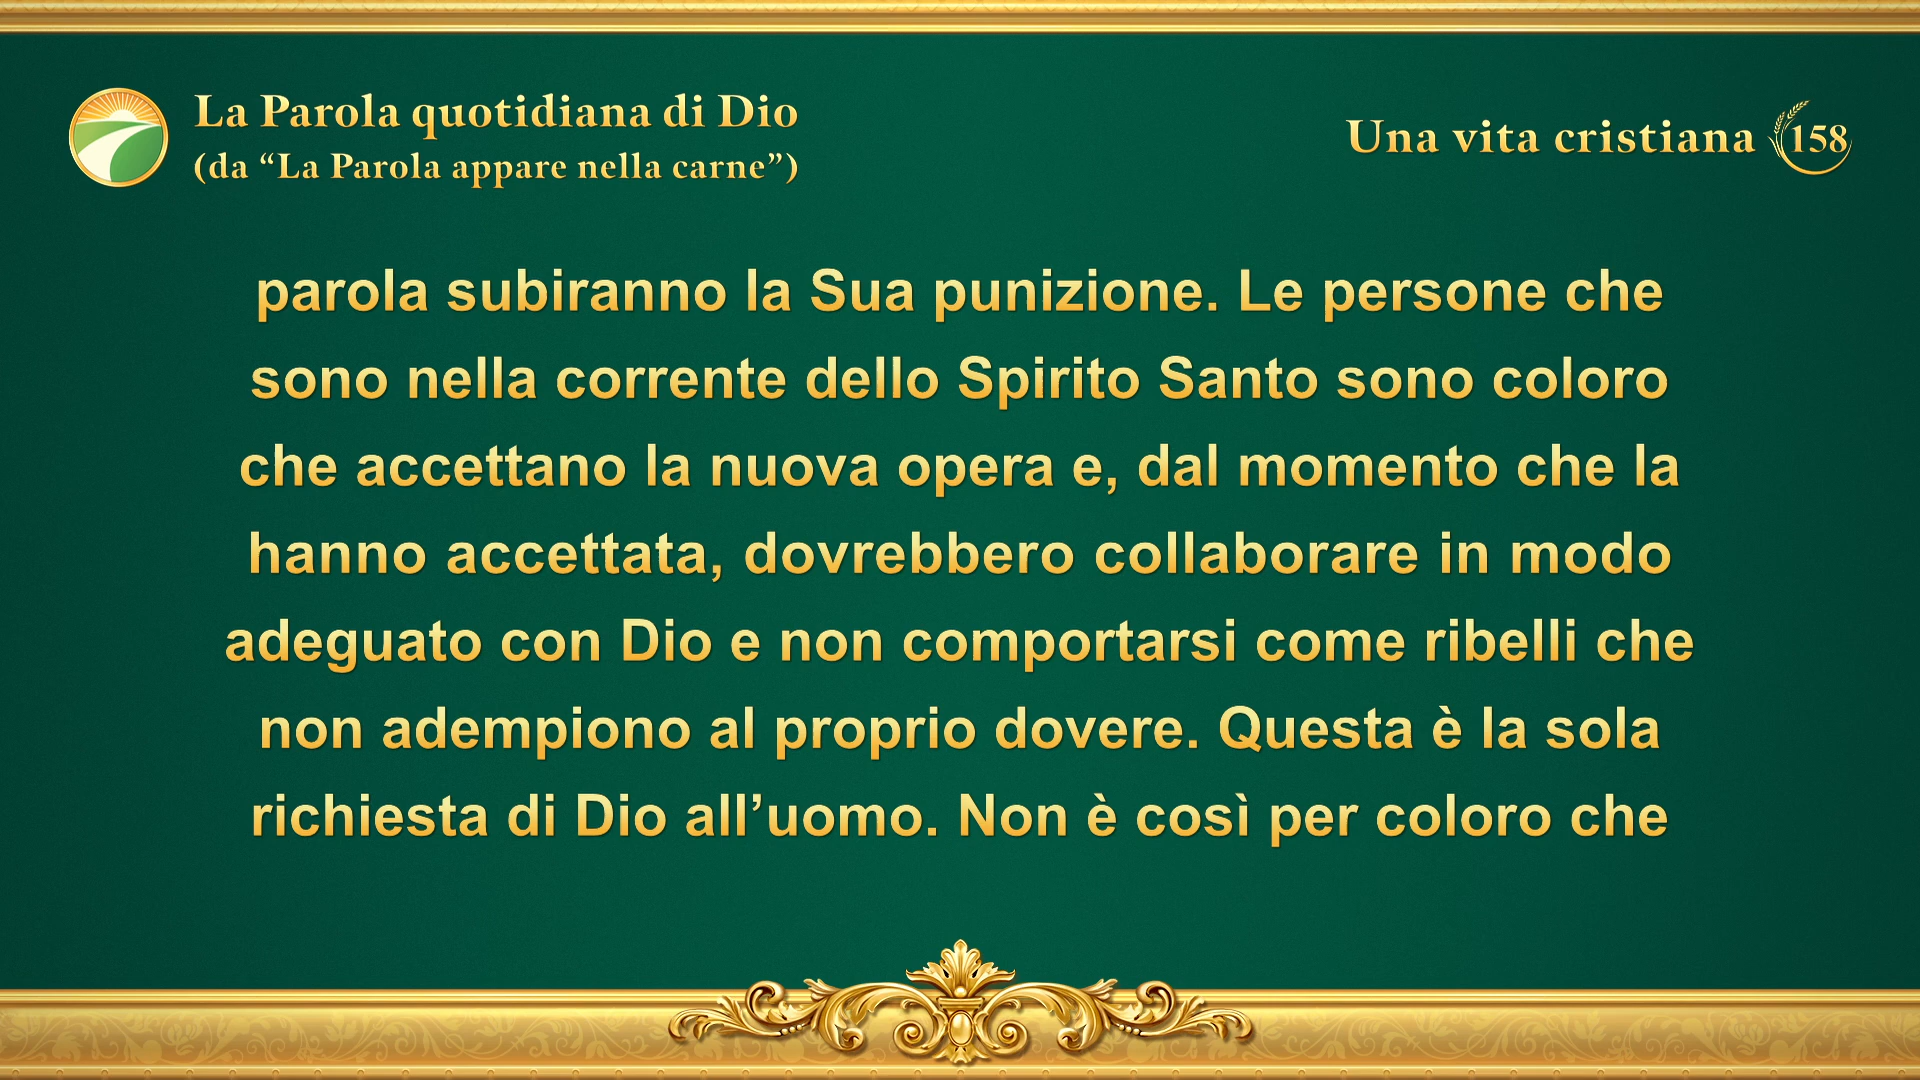 La Parola quotidiana di Dio
(da “La Parola appare nella carne”)
Una vita cristiana 158
parola subiranno la Sua punizione. Le persone che
sono nella corrente dello Spirito Santo sono coloro
che accettano la nuova opera e, dal momento che la
hanno accettata, dovrebbero collaborare in modo
adeguato con Dio e non comportarsi come ribelli che
non adempiono al proprio dovere. Questa è la sola
richiesta di Dio all’uomo. Non è così per coloro che